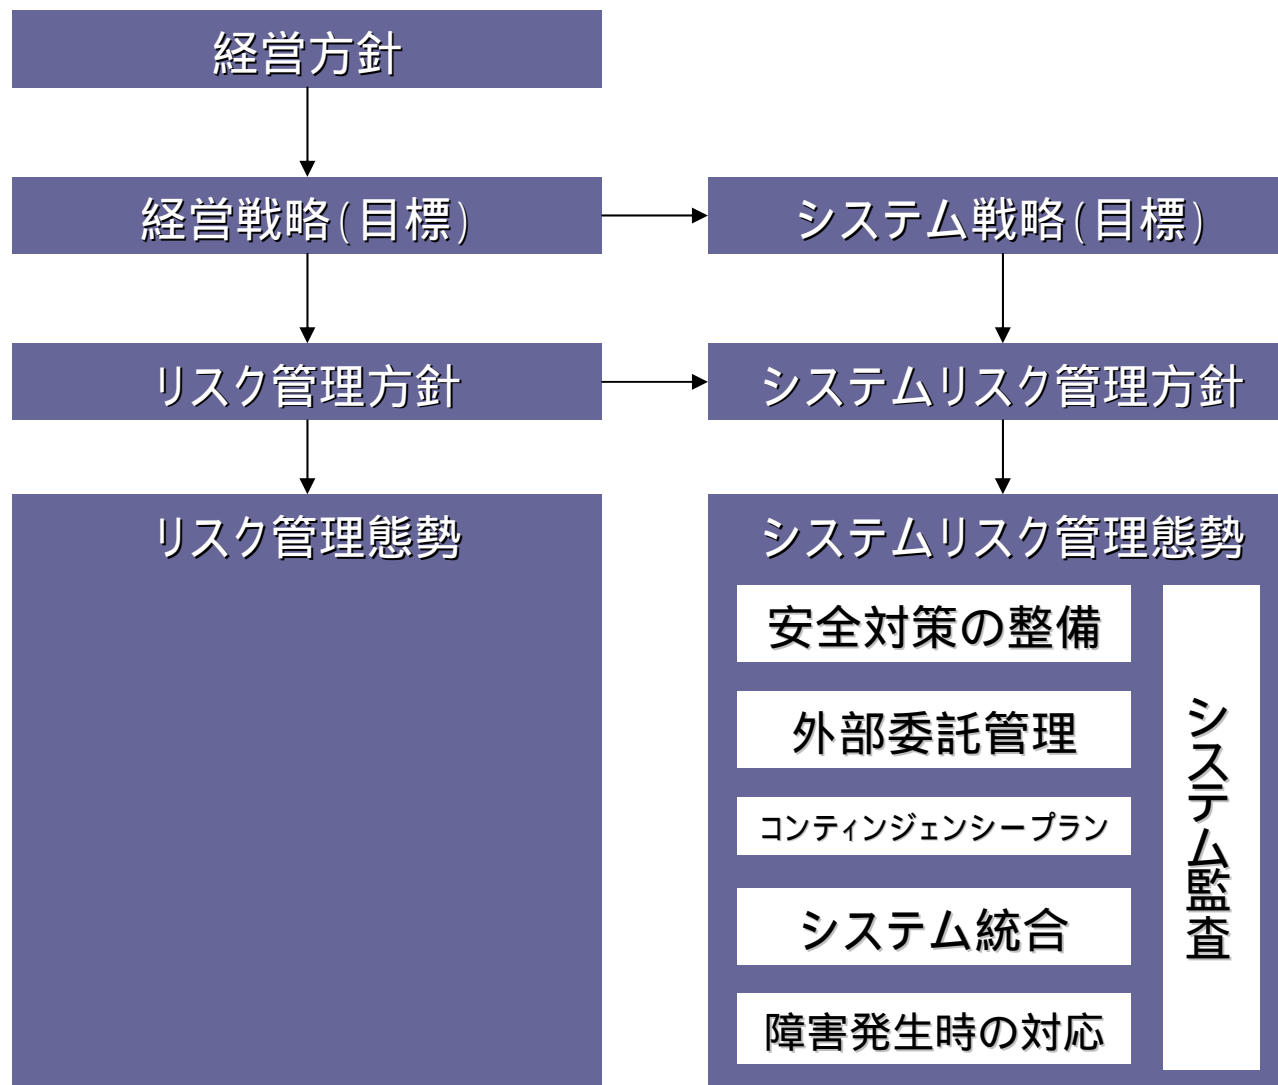 経営方針
経営戦略(目標)
システム戦略(目標)
リスク管理方針
システムリスク管理方針
リスク管理態勢
システムリスク管理態勢
安全対策の整備
外部委託管理
コンティンジェンシープラン
システム統合
障害発生時の対応
システム監査